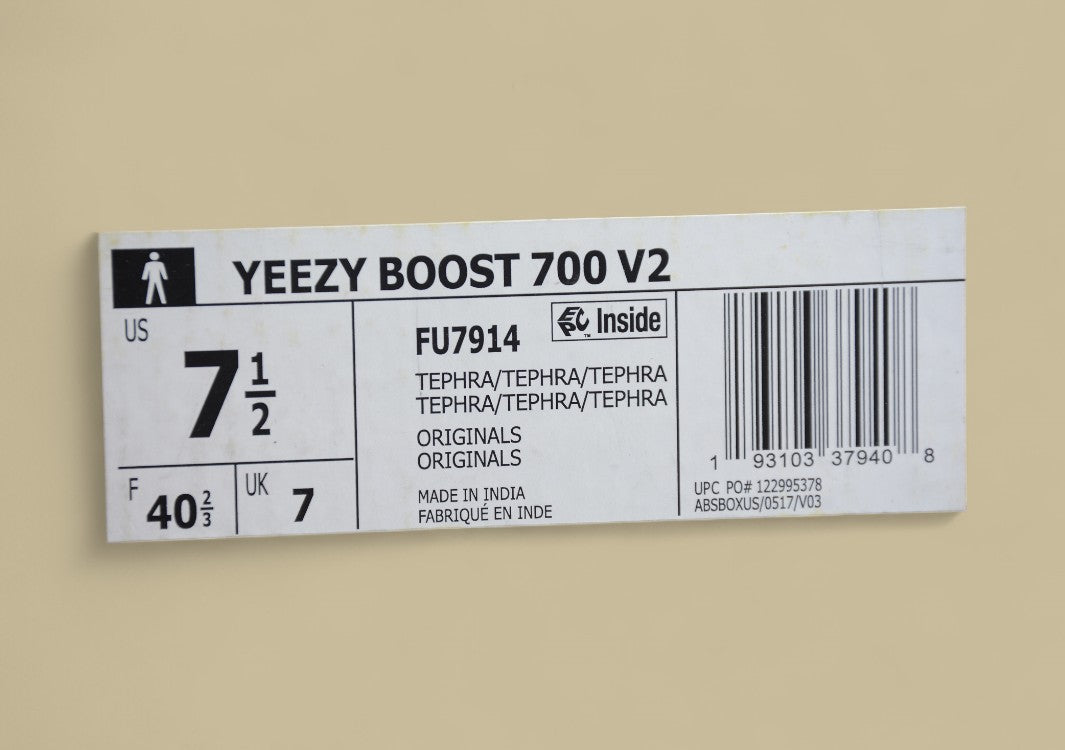 YEEZY BOOST 700 V2
US
7 1/2
F
40 2/3
UK
7
FU7914
EPC™ Inside
TEPHRA/TEPHRA/TEPHRA
TEPHRA/TEPHRA/TEPHRA
ORIGINALS
ORIGINALS
MADE IN INDIA
FABRIQUÉ EN INDE
1 93103 37940 8
UPC PO# 122995378
ABSBOXUS/0517/V03